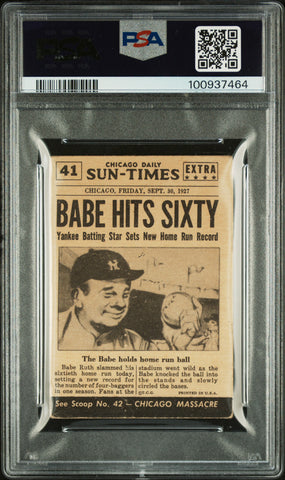 PSA
100937464
41
CHICAGO DAILY
SUN-TIMES
EXTRA
CHICAGO, FRIDAY, SEPT. 30, 1927
BABE HITS SIXTY
Yankee Batting Star Sets New Home Run Record
The Babe holds home run ball
Babe Ruth slammed his
sixtieth home run today,
setting a new record for
the number of four-baggers
in one season. Fans at the
stadium went wild as the
Babe knocked the ball into
the stands and slowly
circled the bases.
©T.C.G. PRINTED IN U.S.A.
See Scoop No. 42 - CHICAGO MASSACRE